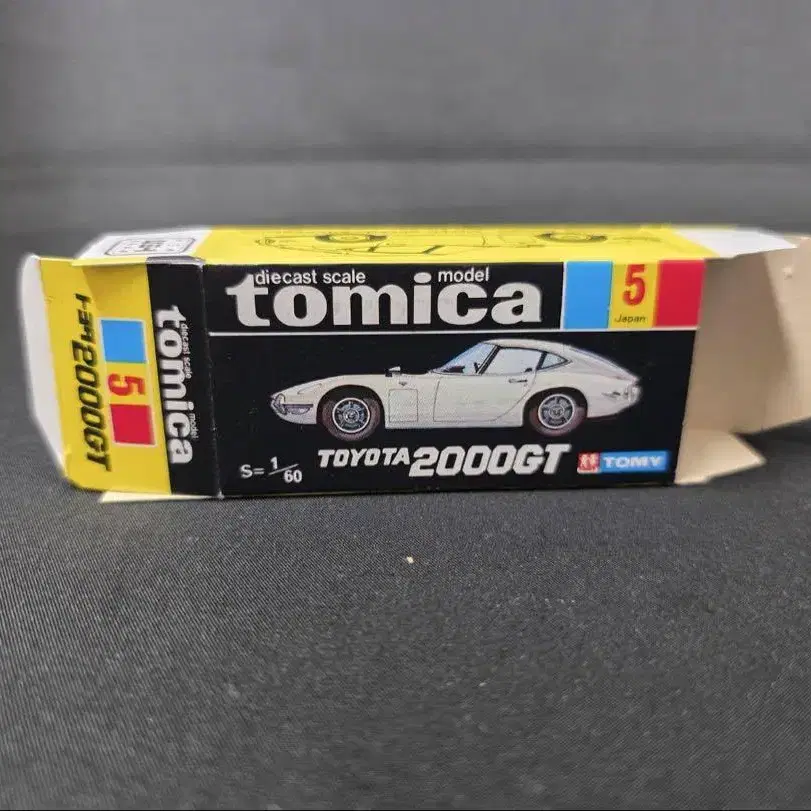 diecast scale model
tomica
5
Japan
TOYOTA 2000GT
S=1/60
TOMY
トヨタ2000GT
5
diecast scale model
tomica